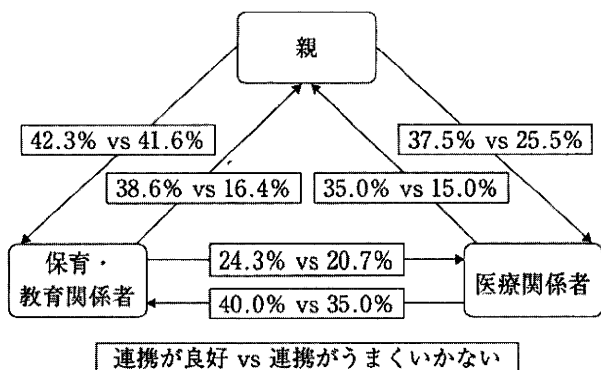 親
42.3% vs 41.6%
37.5% vs 25.5%
38.6% vs 16.4%
35.0% vs 15.0%
保育・
教育関係者
24.3% vs 20.7%
40.0% vs 35.0%
医療関係者
連携が良好 vs 連携がうまくいかない